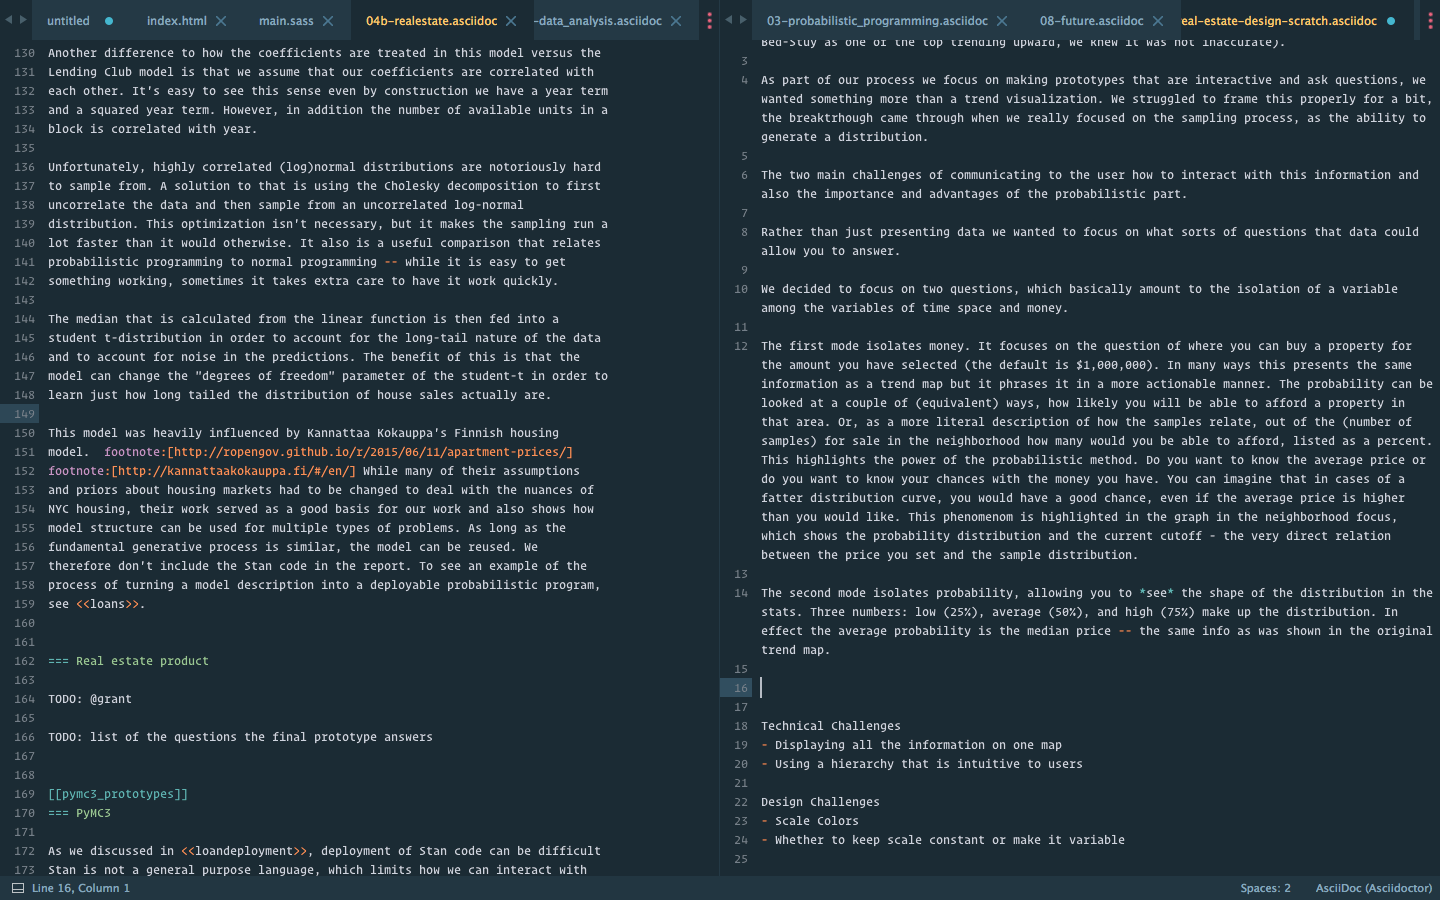 untitled
index.html
main.sass
04b-realestate.asciidoc
-data_analysis.asciidoc
130 Another difference to how the coefficients are treated in this model versus the
131 Lending Club model is that we assume that our coefficients are correlated with
132 each other. It's easy to see this sense even by construction we have a year term
133 and a squared year term. However, in addition the number of available units in a
134 block is correlated with year.
135
136 Unfortunately, highly correlated (log)normal distributions are notoriously hard
137 to sample from. A solution to that is using the Cholesky decomposition to first
138 uncorrelate the data and then sample from an uncorrelated log-normal
139 distribution. This optimization isn't necessary, but it makes the sampling run a
140 lot faster than it would otherwise. It also is a useful comparison that relates
141 probabilistic programming to normal programming -- while it is easy to get
142 something working, sometimes it takes extra care to have it work quickly.
143
144 The median that is calculated from the linear function is then fed into a
145 student t-distribution in order to account for the long-tail nature of the data
146 and to account for noise in the predictions. The benefit of this is that the
147 model can change the "degrees of freedom" parameter of the student-t in order to
148 learn just how long tailed the distribution of house sales actually are.
149
150 This model was heavily influenced by Kannattaa Kokauppa's Finnish housing
151 model.  footnote:[http://ropengov.github.io/r/2015/06/11/apartment-prices/]
152 footnote:[http://kannattaakokauppa.fi/#/en/] While many of their assumptions
153 and priors about housing markets had to be changed to deal with the nuances of
154 NYC housing, their work served as a good basis for our work and also shows how
155 model structure can be used for multiple types of problems. As long as the
156 fundamental generative process is similar, the model can be reused. We
157 therefore don't include the Stan code in the report. To see an example of the
158 process of turning a model description into a deployable probabilistic program,
159 see <<loans>>.
160
161
162 === Real estate product
163
164 TODO: @grant
165
166 TODO: list of the questions the final prototype answers
167
168
169 [[pymc3_prototypes]]
170 === PyMC3
171
172 As we discussed in <<loandeployment>>, deployment of Stan code can be difficult
173 Stan is not a general purpose language, which limits how we can interact with
03-probabilistic_programming.asciidoc
08-future.asciidoc
eal-estate-design-scratch.asciidoc
Bed-Stuy as one of the top trending upward, we knew it was not inaccurate).
3
4 As part of our process we focus on making prototypes that are interactive and ask questions, we
wanted something more than a trend visualization. We struggled to frame this properly for a bit,
the breaktrhough came through when we really focused on the sampling process, as the ability to
generate a distribution.
5
6 The two main challenges of communicating to the user how to interact with this information and
also the importance and advantages of the probabilistic part.
7
8 Rather than just presenting data we wanted to focus on what sorts of questions that data could
allow you to answer.
9
10 We decided to focus on two questions, which basically amount to the isolation of a variable
among the variables of time space and money.
11
12 The first mode isolates money. It focuses on the question of where you can buy a property for
the amount you have selected (the default is $1,000,000). In many ways this presents the same
information as a trend map but it phrases it in a more actionable manner. The probability can be
looked at a couple of (equivalent) ways, how likely you will be able to afford a property in
that area. Or, as a more literal description of how the samples relate, out of the (number of
samples) for sale in the neighborhood how many would you be able to afford, listed as a percent.
This highlights the power of the probabilistic method. Do you want to know the average price or
do you want to know your chances with the money you have. You can imagine that in cases of a
fatter distribution curve, you would have a good chance, even if the average price is higher
than you would like. This phenomenom is highlighted in the graph in the neighborhood focus,
which shows the probability distribution and the current cutoff - the very direct relation
between the price you set and the sample distribution.
13
14 The second mode isolates probability, allowing you to *see* the shape of the distribution in the
stats. Three numbers: low (25%), average (50%), and high (75%) make up the distribution. In
effect the average probability is the median price -- the same info as was shown in the original
trend map.
15
16
17
18 Technical Challenges
19 - Displaying all the information on one map
20 - Using a hierarchy that is intuitive to users
21
22 Design Challenges
23 - Scale Colors
24 - Whether to keep scale constant or make it variable
25
Line 16, Column 1
Spaces: 2
AsciiDoc (Asciidoctor)